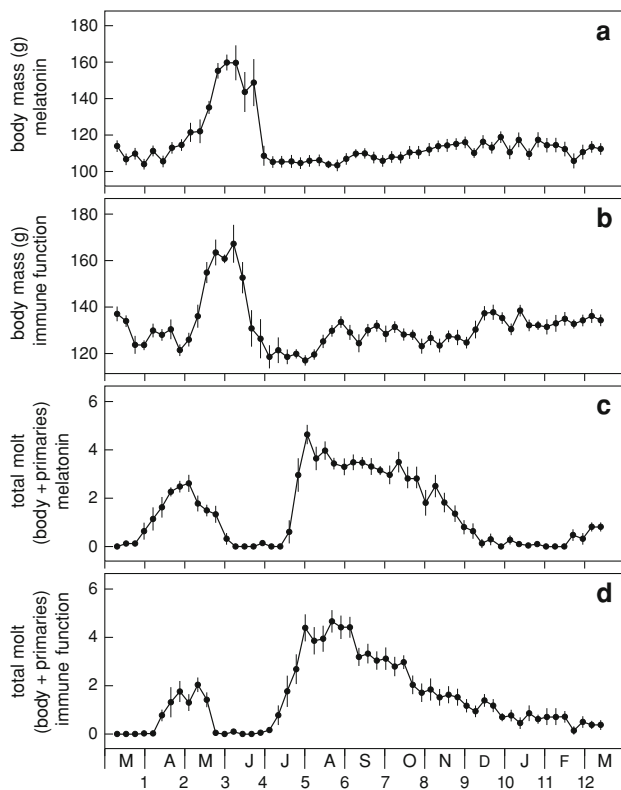 180
160
140
120
100
body mass (g)
melatonin
a
180
160
140
120
body mass (g)
immune function
b
6
4
2
0
total molt
(body + primaries)
melatonin
c
6
4
2
0
total molt
(body + primaries)
immune function
d
M A M J J A S O N D J F M
1 2 3 4 5 6 7 8 9 10 11 12